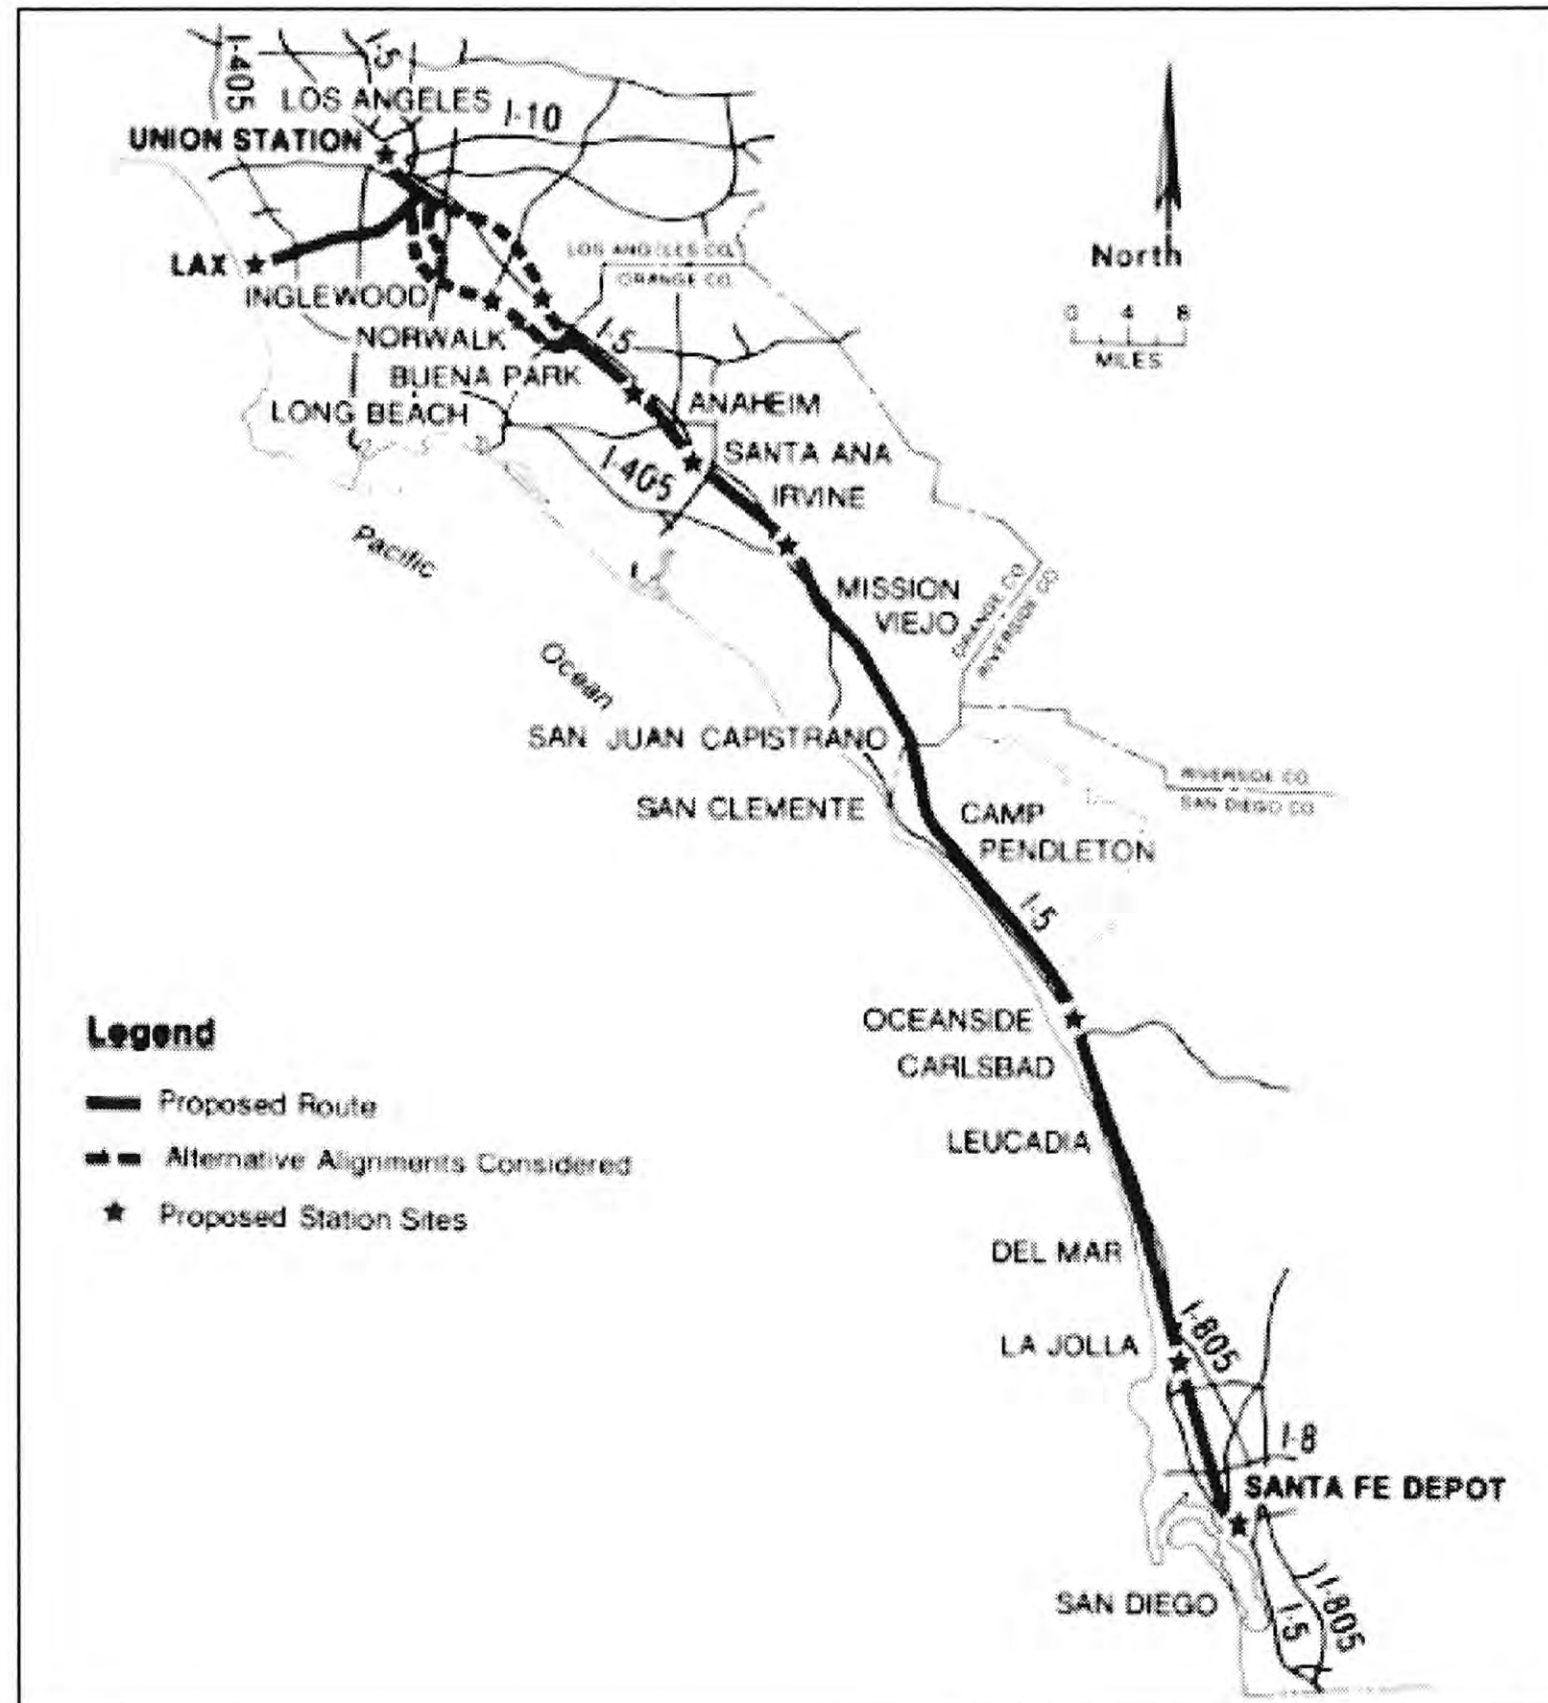 I-405
I-5
LOS ANGELES
I-10
UNION STATION
LAX
INGLEWOOD
LOS ANGELES CO.
ORANGE CO.
North
0 4 8
MILES
NORWALK
I-5
BUENA PARK
LONG BEACH
ANAHEIM
SANTA ANA
I-405
IRVINE
Pacific
Ocean
MISSION
VIEJO
ORANGE CO
RIVERSIDE CO
SAN JUAN CAPISTRANO
RIVERSIDE CO.
SAN DIEGO CO.
SAN CLEMENTE
CAMP
PENDLETON
I-5
OCEANSIDE
CARLSBAD
LEUCADIA
DEL MAR
LA JOLLA
I-805
I-8
SANTA FE DEPOT
SAN DIEGO
I-5
I-805
Legend
Proposed Route
Alternative Alignments Considered
Proposed Station Sites